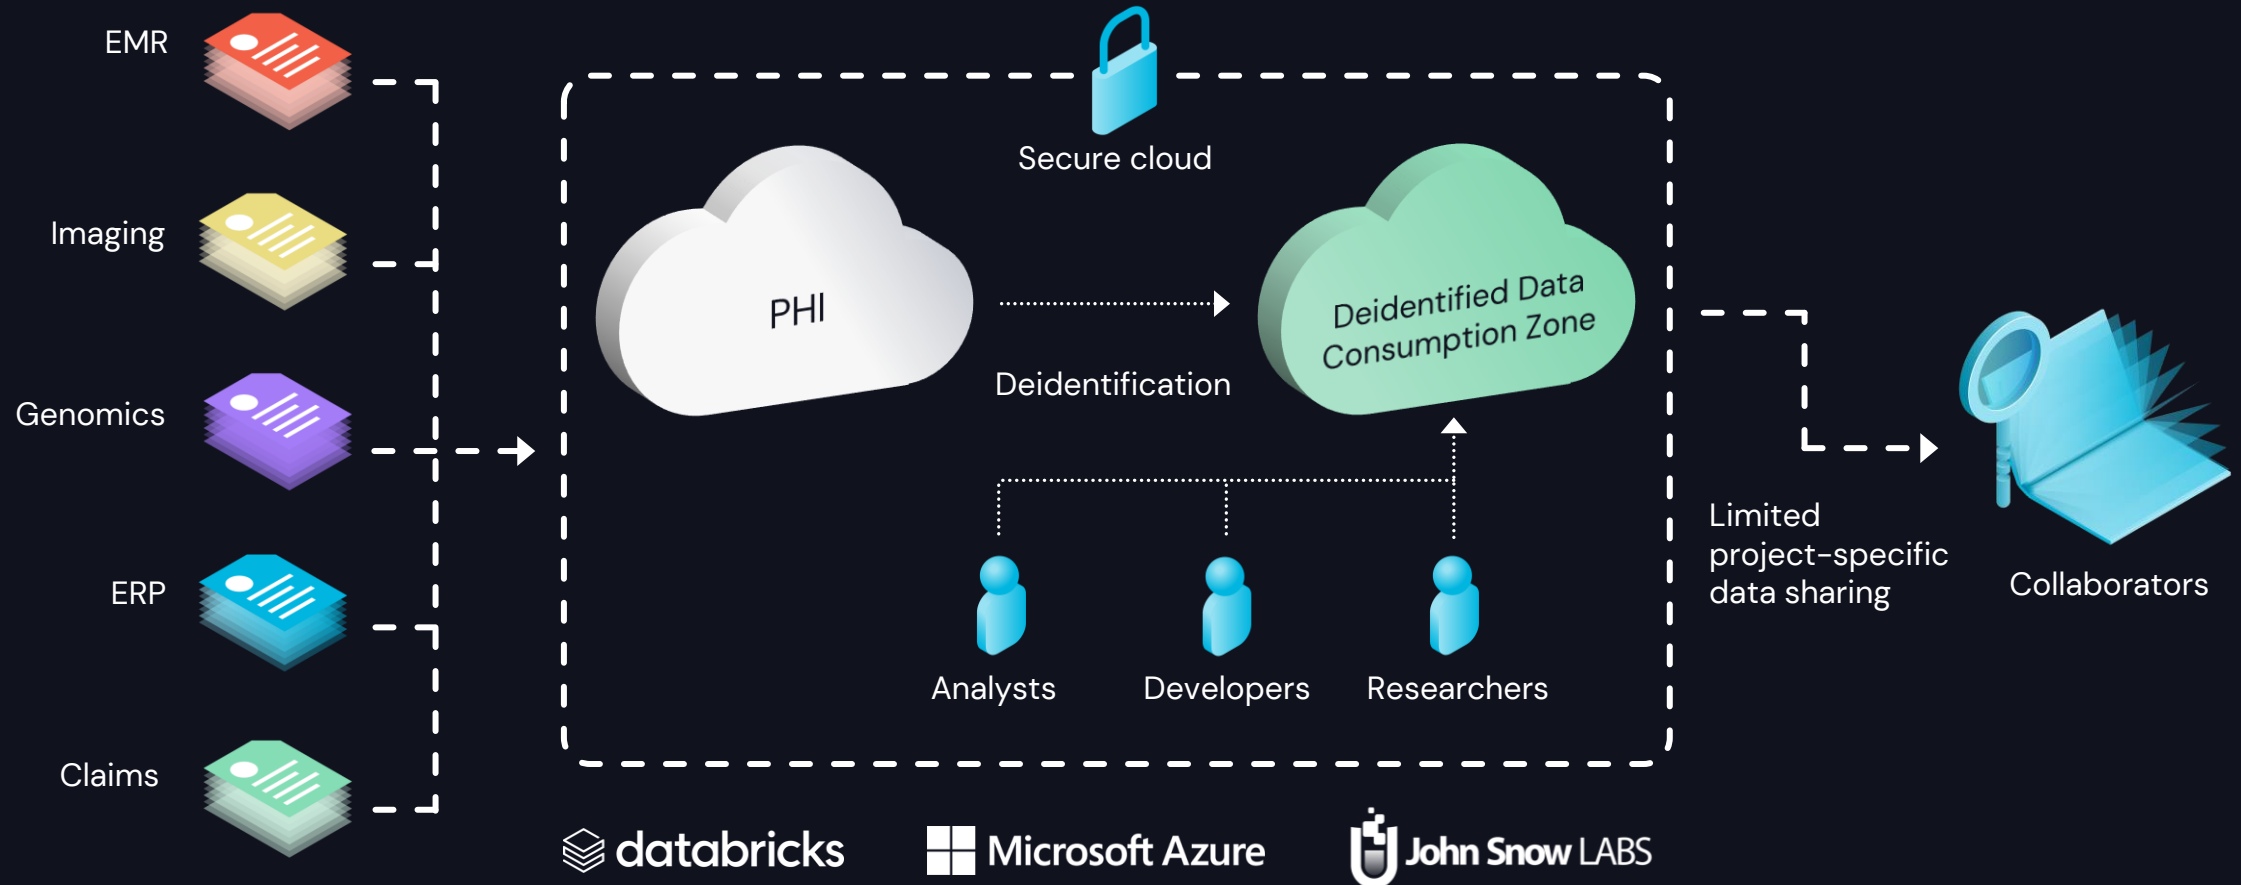 EMR
Imaging
Genomics
ERP
Claims
Secure cloud
PHI
Deidentification
Deidentified Data
Consumption Zone
Analysts
Developers
Researchers
Limited
project-specific
data sharing
Collaborators
databricks
Microsoft Azure
John Snow LABS